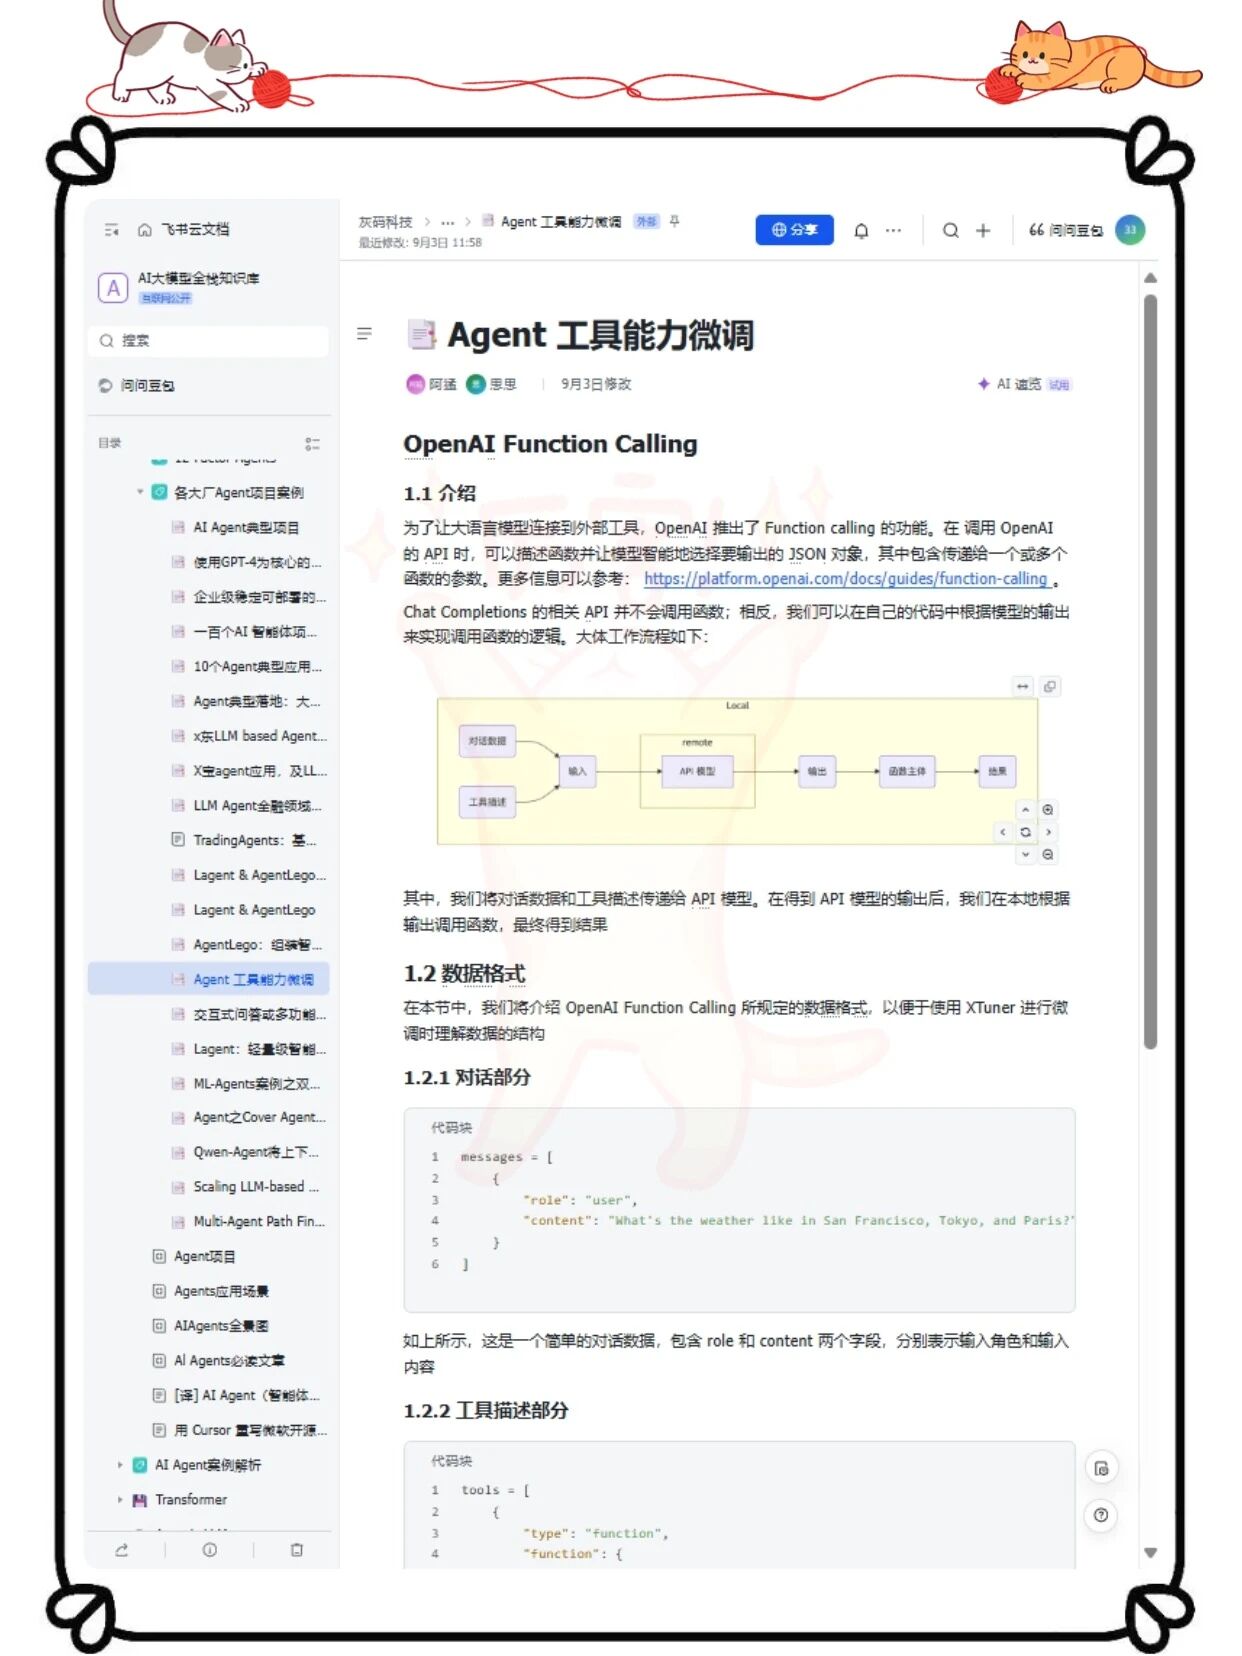 飞书云文档
AI大模型全栈知识库
互联网公开
搜索
问问豆包
目录
12 Factor Agents
各大厂Agent项目案例
AI Agent典型项目
使用GPT-4为核心的...
企业级稳定可部署的...
一百个AI 智能体项...
10个Agent典型应用...
Agent典型落地：大...
x东LLM based Agent...
X宝agent应用，及LL...
LLM Agent金融领域...
TradingAgents：基...
Lagent & AgentLego...
Lagent & AgentLego
AgentLego：组装智...
Agent 工具能力微调
交互式问答或多功能...
Lagent：轻量级智能...
ML-Agents案例之双...
Agent之Cover Agent...
Qwen-Agent将上下...
Scaling LLM-based ...
Multi-Agent Path Fin...
Agent项目
Agents应用场景
AIAgents全景图
AI Agents必读文章
[译] AI Agent（智能体...
用 Cursor 重写微软开源...
AI Agent案例解析
Transformer
灰码科技 > ... > Agent 工具能力微调 外部
最近修改: 9月3日 11:58
分享
问问豆包
33
Agent 工具能力微调
阿猛 思思 | 9月3日修改
AI 速览 试用
OpenAI Function Calling
1.1 介绍
为了让大语言模型连接到外部工具，OpenAI 推出了 Function calling 的功能。在 调用 OpenAI
的 API 时，可以描述函数并让模型智能地选择要输出的 JSON 对象，其中包含传递给一个或多个
函数的参数。更多信息可以参考： https://platform.openai.com/docs/guides/function-calling 。
Chat Completions 的相关 API 并不会调用函数；相反，我们可以在自己的代码中根据模型的输出
来实现调用函数的逻辑。大体工作流程如下：
Local
remote
对话数据
工具描述
输入
API 模型
输出
函数主体
结果
其中，我们将对话数据和工具描述传递给 API 模型。在得到 API 模型的输出后，我们在本地根据
输出调用函数，最终得到结果
1.2 数据格式
在本节中，我们将介绍 OpenAI Function Calling 所规定的数据格式，以便于使用 XTuner 进行微
调时理解数据的结构
1.2.1 对话部分
代码块
1 messages = [
2 {
3 "role": "user",
4 "content": "What's the weather like in San Francisco, Tokyo, and Paris?"
5 }
6 ]
如上所示，这是一个简单的对话数据，包含 role 和 content 两个字段，分别表示输入角色和输入
内容
1.2.2 工具描述部分
代码块
1 tools = [
2 {
3 "type": "function",
4 "function": {